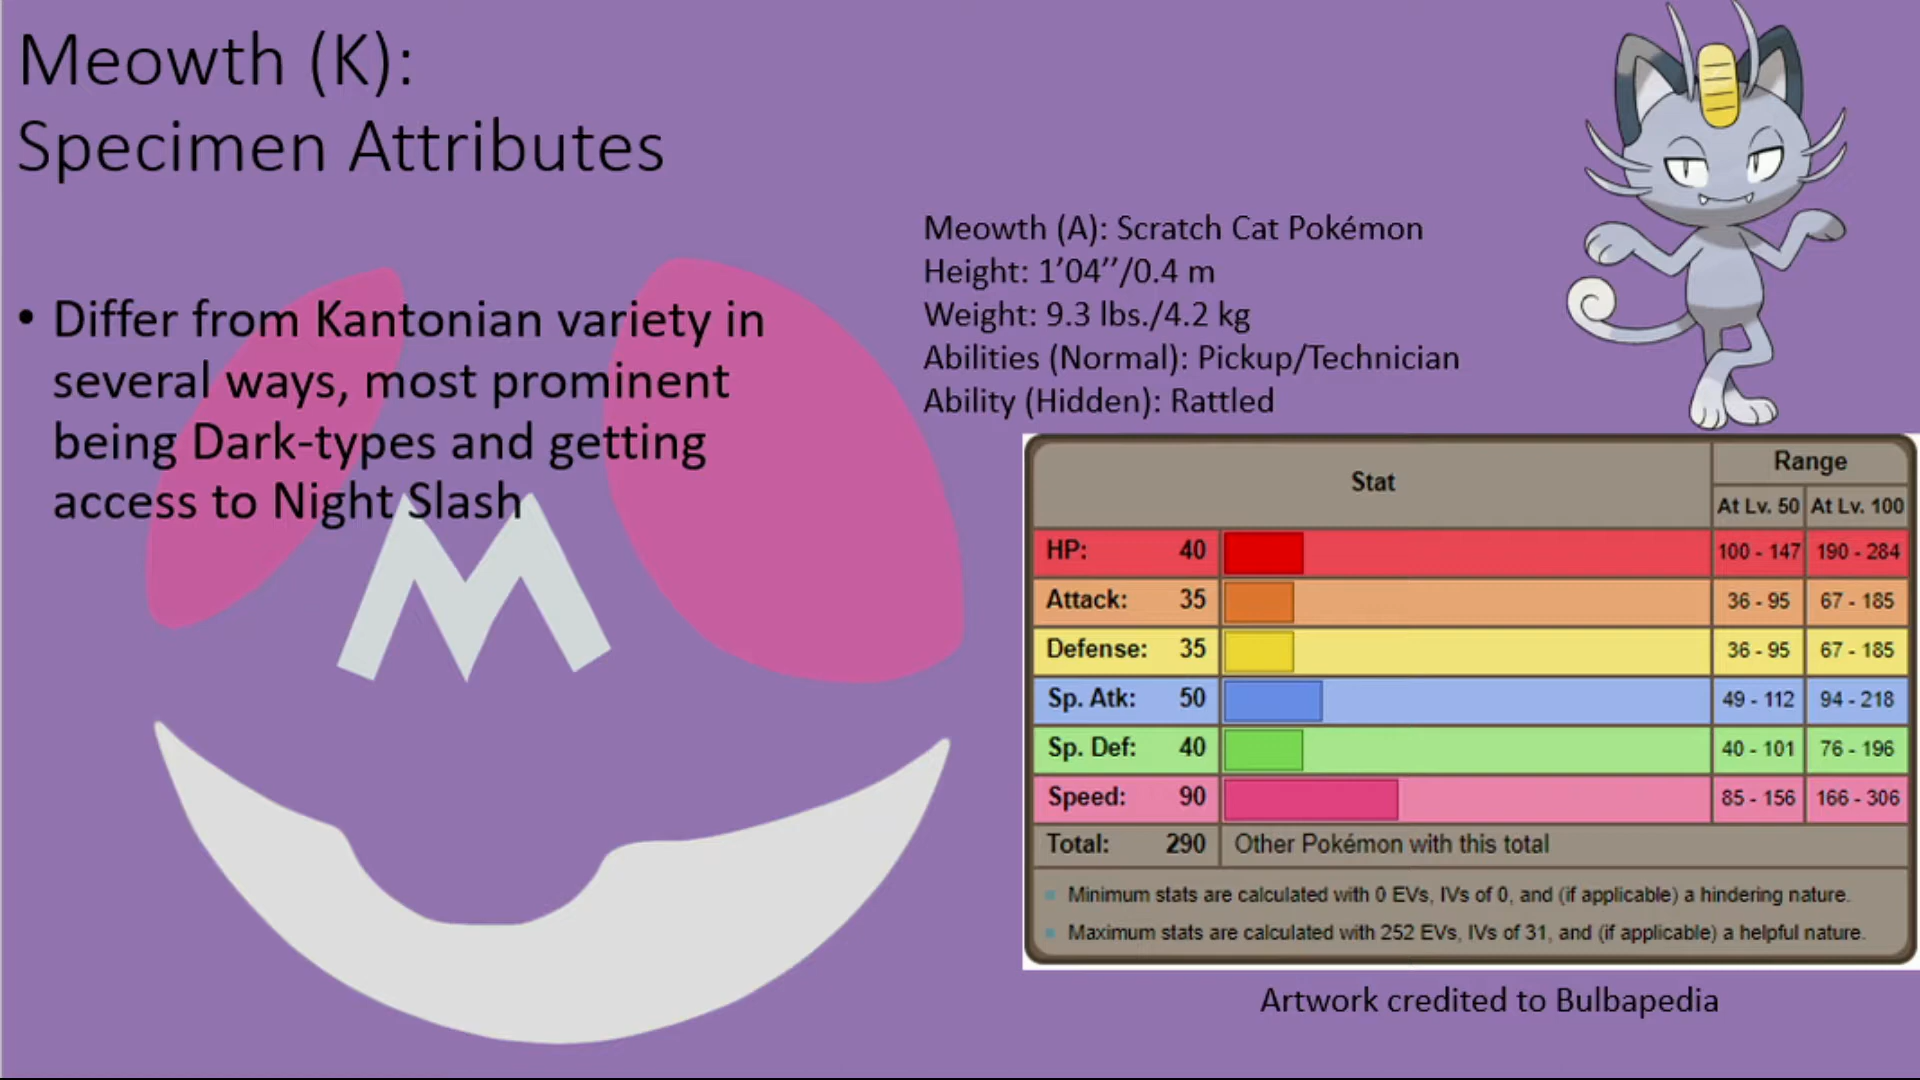 Meowth (K):
Specimen Attributes
• Differ from Kantonian variety in
several ways, most prominent
being Dark-types and getting
access to Night Slash
M
Meowth (A): Scratch Cat Pokémon
Height: 1’04’’/0.4 m
Weight: 9.3 lbs./4.2 kg
Abilities (Normal): Pickup/Technician
Ability (Hidden): Rattled
Stat Range
At Lv. 50 At Lv. 100
HP: 40 100 - 147 190 - 284
Attack: 35 36 - 95 67 - 185
Defense: 35 36 - 95 67 - 185
Sp. Atk: 50 49 - 112 94 - 218
Sp. Def: 40 40 - 101 76 - 196
Speed: 90 85 - 156 166 - 306
Total: 290 Other Pokémon with this total
Minimum stats are calculated with 0 EVs, IVs of 0, and (if applicable) a hindering nature.
Maximum stats are calculated with 252 EVs, IVs of 31, and (if applicable) a helpful nature.
Artwork credited to Bulbapedia